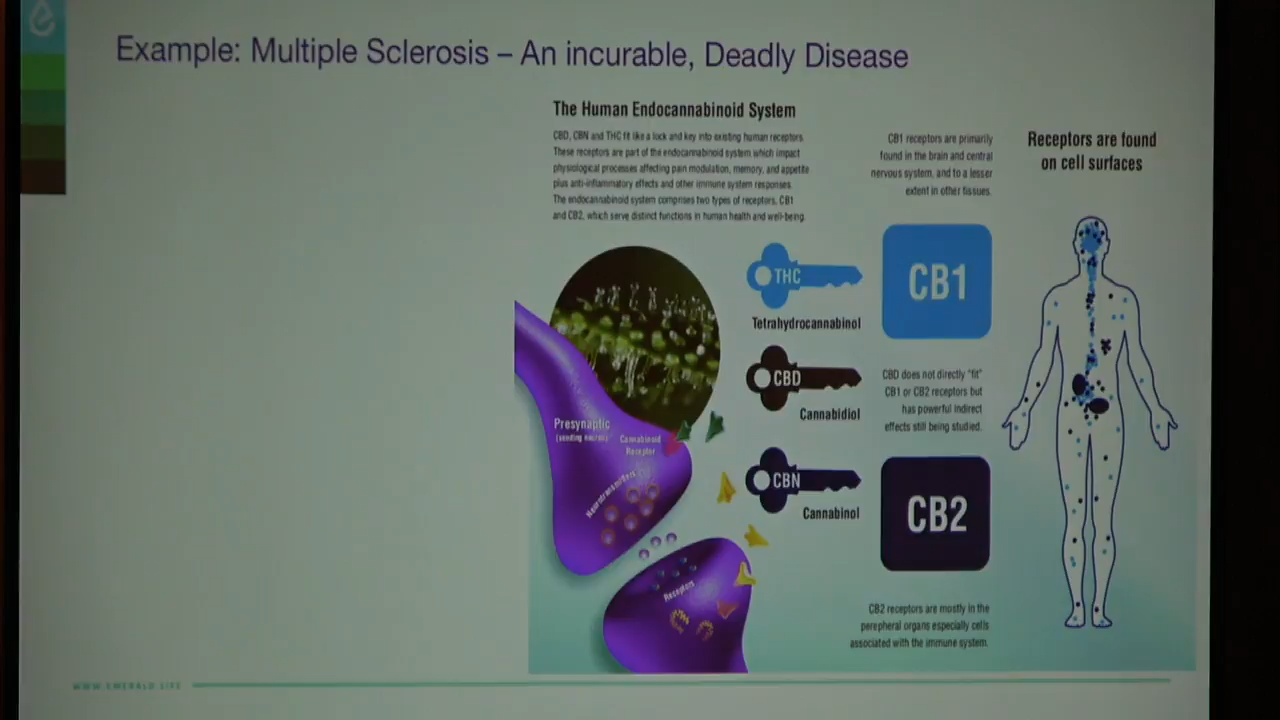 Example: Multiple Sclerosis – An incurable, Deadly Disease
The Human Endocannabinoid System
CBD, CBN and THC fit like a lock and key into existing human receptors.
These receptors are part of the endocannabinoid system which impact
physiological processes affecting pain modulation, memory, and appetite
plus anti-inflammatory effects and other immune system responses.
The endocannabinoid system comprises two types of receptors, CB1
and CB2, which serve distinct functions in human health and well-being.
CB1 receptors are primarily
found in the brain and central
nervous system, and to a lesser
extent in other tissues.
Receptors are found
on cell surfaces
THC
Tetrahydrocannabinol
CB1
CBD
Cannabidiol
CBD does not directly "fit"
CB1 or CB2 receptors but
has powerful indirect
effects still being studied.
Presynaptic
(sending neuron)
Cannabinoid
Receptor
Neurotransmitters
CBN
Cannabinol
CB2
Receptors
CB2 receptors are mostly in the
perepheral organs especially cells
associated with the immune system.
WWW.EMERALD.LIFE